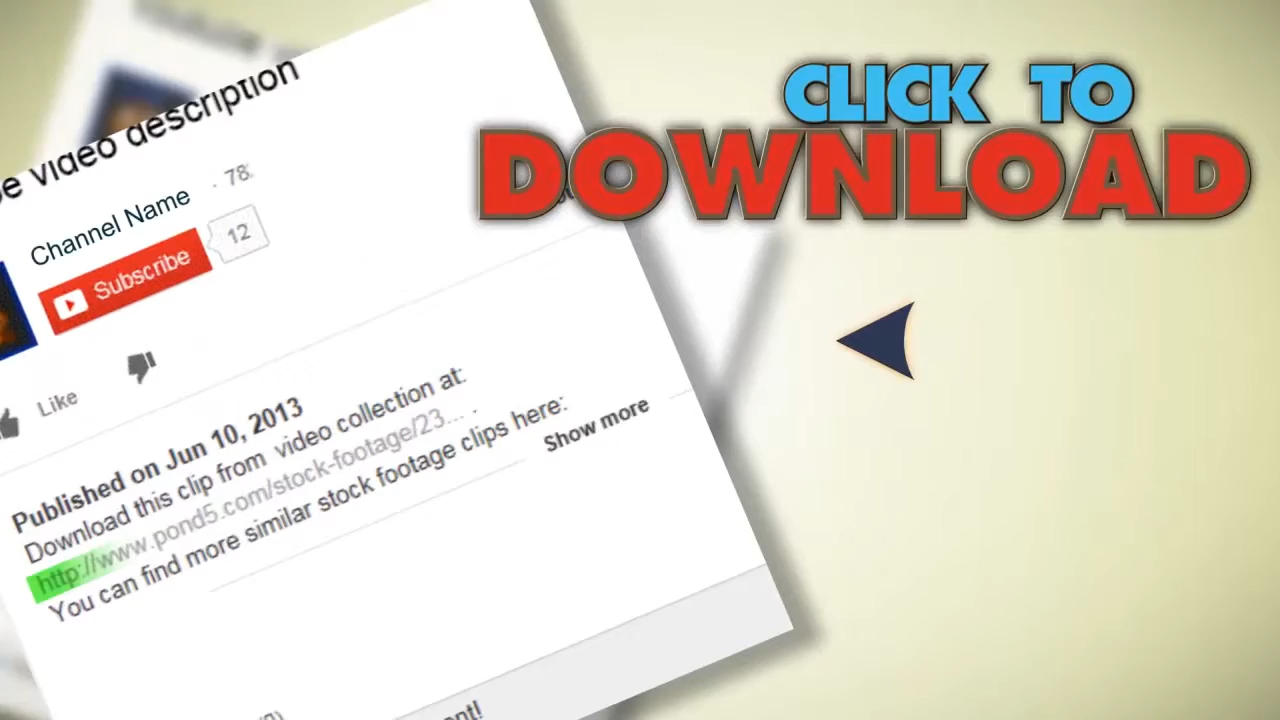 CLICK TO
DOWNLOAD
video description
Channel Name
78
Subscribe
12
Like
Published on Jun 10, 2013
Download this clip from video collection at:
http://www.pond5.com/stock-footage/23...
You can find more similar stock footage clips here:
Show more